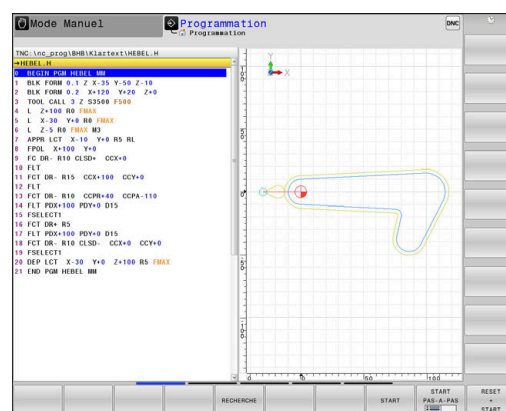 Mode Manuel
Programmation
Programmation
DNC
TNC:\nc_prog\BHB\Klartext\HEBEL.H
→HEBEL.H
0 BEGIN PGM HEBEL MM
1 BLK FORM 0.1 Z X-35 Y-50 Z-10
2 BLK FORM 0.2 X+120 Y+20 Z+0
3 TOOL CALL 3 Z S3500 F500
4 L Z+100 R0 FMAX
5 L X-30 Y+0 R0 FMAX
6 L Z-5 R0 FMAX M3
7 APPR LCT X-10 Y+0 R5 RL
8 FPOL X+100 Y+0
9 FC DR- R10 CLSD+ CCX+0
10 FLT
11 FCT DR- R15 CCX+100 CCY+0
12 FLT
13 FCT DR- R10 CCPR+40 CCPA-110
14 FLT PDX+100 PDY+0 D15
15 FSELECT1
16 FCT DR+ R5
17 FLT PDX+100 PDY+0 D15
18 FCT DR- R10 CLSD- CCX+0 CCY+0
19 FSELECT1
20 DEP LCT X-30 Y+0 Z+100 R5 FMAX
21 END PGM HEBEL MM
Y
X
0
50
100
RECHERCHE
START
START
PAS-A-PAS
RESET
+
START